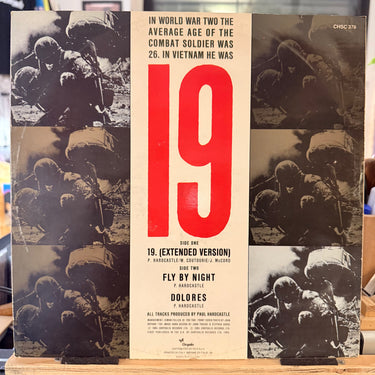 IN WORLD WAR TWO THE
AVERAGE AGE OF THE
COMBAT SOLDIER WAS
26. IN VIETNAM HE WAS
CHSC 379
19
SIDE ONE
19. (EXTENDED VERSION)
P. HARDCASTLE/W. COUTOURIE/J. McCORD
SIDE TWO
FLY BY NIGHT
P. HARDCASTLE
DOLORES
P. HARDCASTLE
ALL TRACKS PRODUCED BY PAUL HARDCASTLE
Chrysalis